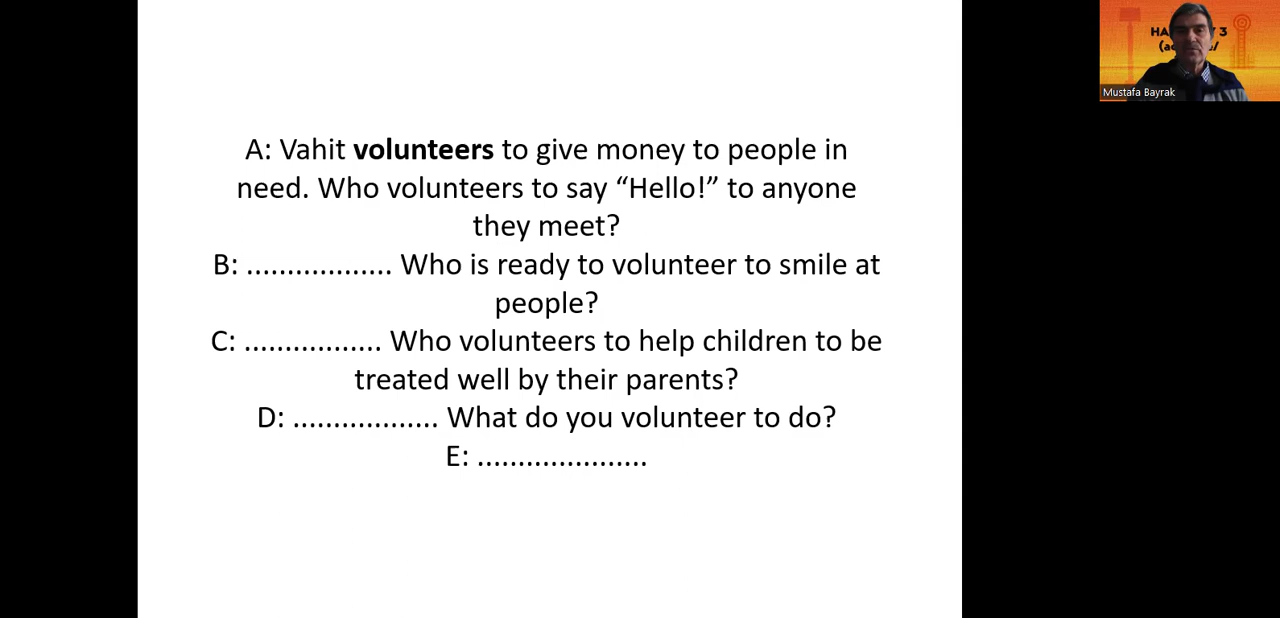 A: Vahit volunteers to give money to people in
need. Who volunteers to say “Hello!” to anyone
they meet?
B: .................. Who is ready to volunteer to smile at
people?
C: ................. Who volunteers to help children to be
treated well by their parents?
D: .................. What do you volunteer to do?
E: .....................
3
Mustafa Bayrak